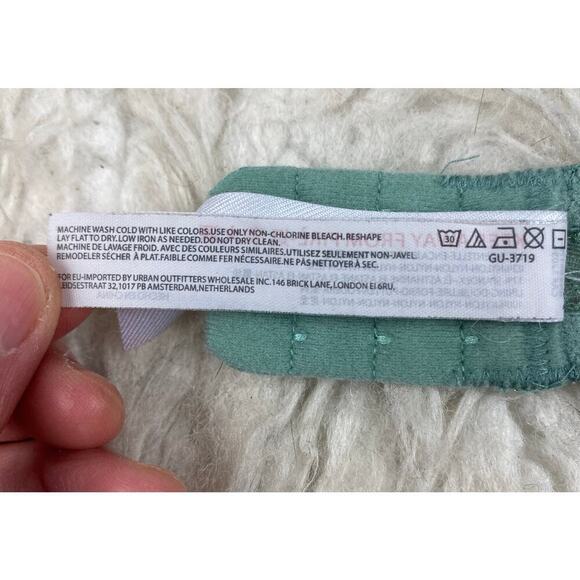 MACHINE WASH COLD WITH LIKE COLORS.USE ONLY NON-CHLORINE BLEACH.RESHAPE
LAY FLAT TO DRY.LOW IRON AS NEEDED.DO NOT DRY CLEAN.
MACHINE DE LAVAGE FROID. AVEC DES COULEURS SIMILAIRES.UTILISEZ SEULEMENT NON-JAVEL.
REMODELER SÉCHER À PLAT.FAIBLE COMME FER NÉCESSAIRE.NE PAS NETTOYER À SEC.
30
GU-3719
FOR EU-IMPORTED BY URBAN OUTFITTERS WHOLESALE INC.146 BRICK LANE, LONDON EI6RU,
LEIDSESTRAAT 32,1017 PB AMSTERDAM,NETHERLANDS